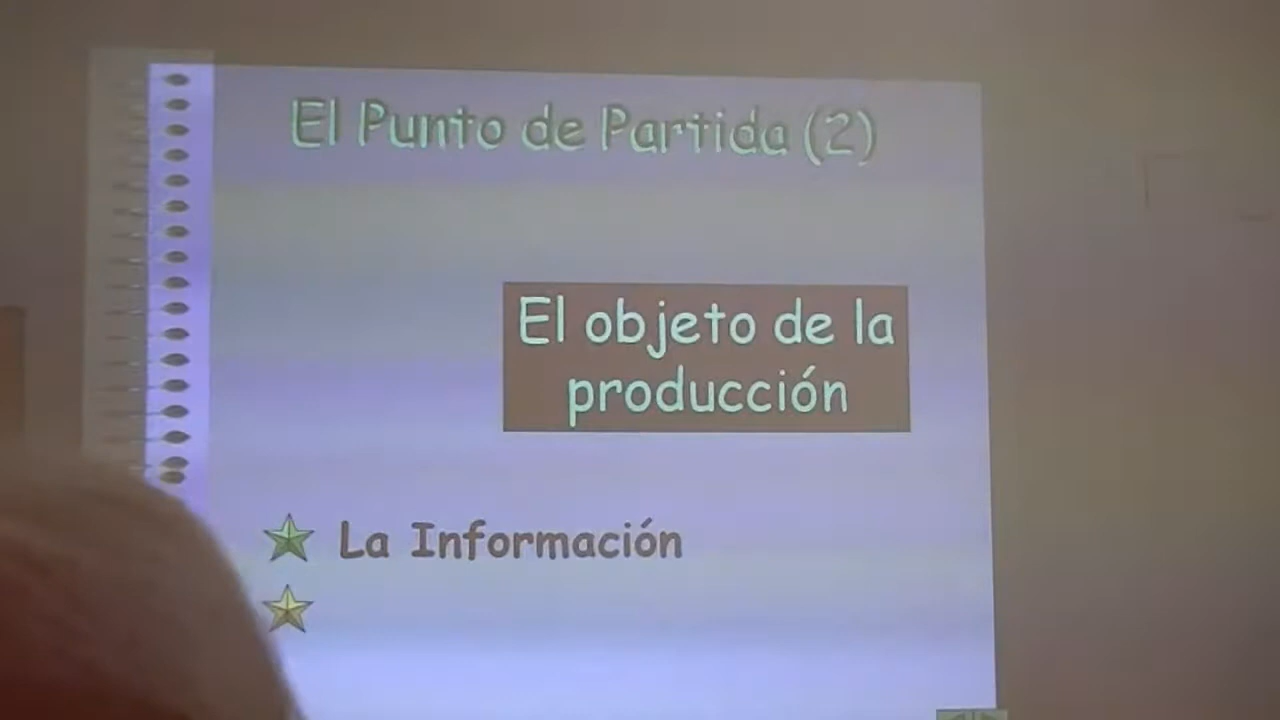 El Punto de Partida (2)
El objeto de la
producción
La Información